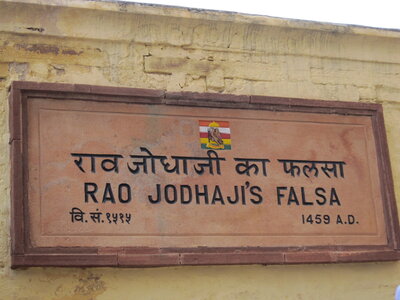 राव जोधाजी का फलसा
RAO JODHAJI'S FALSA
वि. सं. १५१५ 1459 A.D.